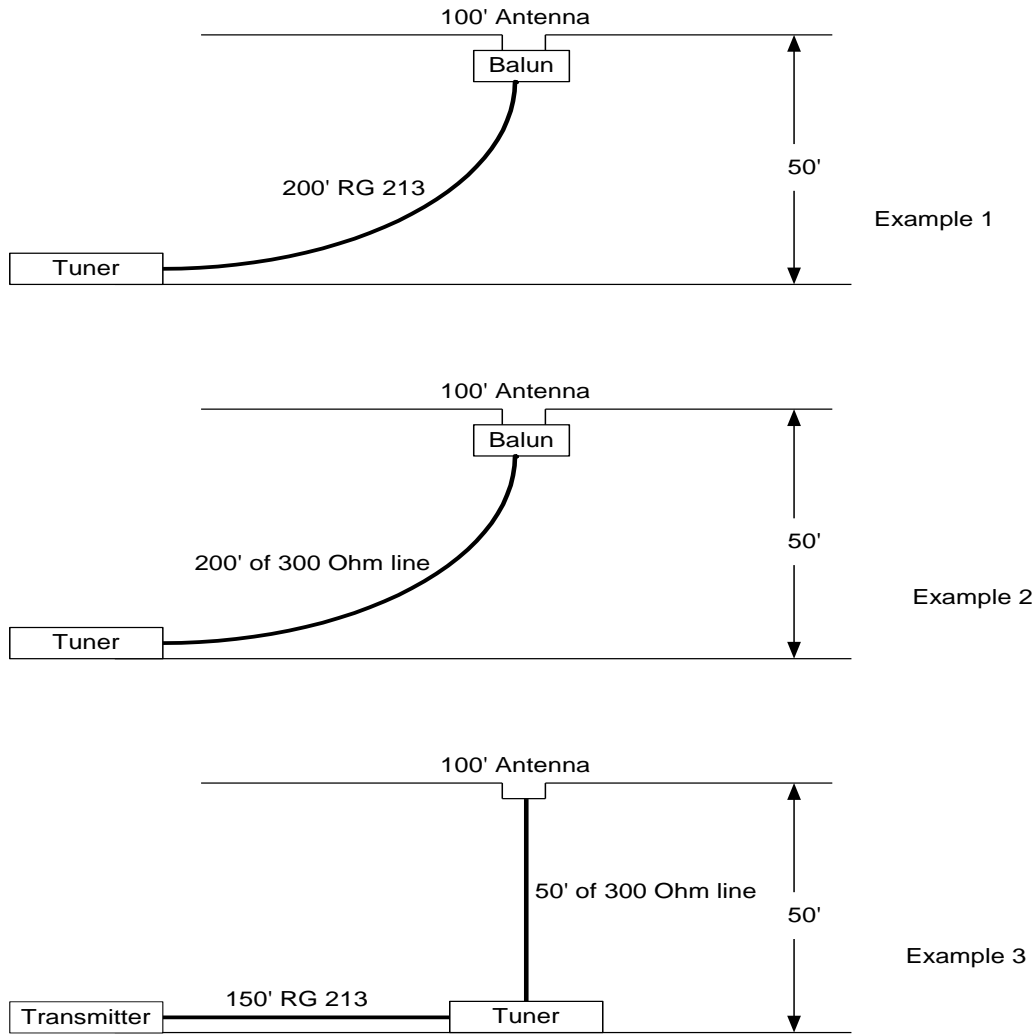 100' Antenna
Balun
50'
200' RG 213
Example 1
Tuner
100' Antenna
Balun
50'
200' of 300 Ohm line
Example 2
Tuner
100' Antenna
50' of 300 Ohm line
50'
Example 3
150' RG 213
Transmitter
Tuner